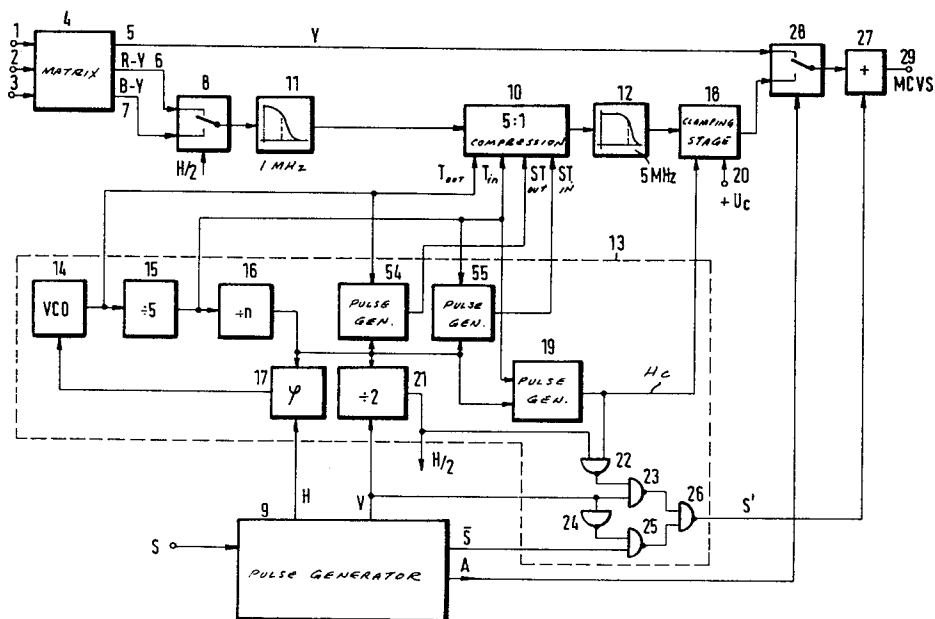 1 4 5 Y 28 27 29
2 MATRIX R-Y 6 + MCVS
3 B-Y 8 11 10 12 18
7 5:1 COMPRESSION CLAMPING STAGE
H/2 1 MHz 5 MHz 20
T OUT T in ST OUT ST IN + Uc
13
14 15 16 54 55
VCO ÷5 ÷n PULSE GEN. PULSE GEN. 19
17 φ ÷2 21 PULSE GEN. Hc
H/2 22
H V 23 26
9 24 25 S'
S S̅
PULSE GENERATOR A